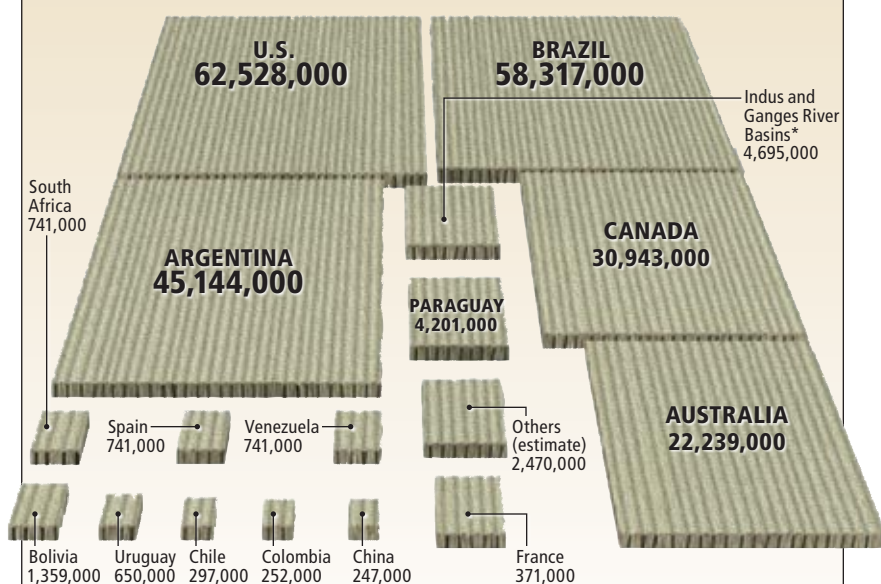 U.S.
62,528,000
BRAZIL
58,317,000
Indus and
Ganges River
Basins*
4,695,000
South
Africa
741,000
ARGENTINA
45,144,000
CANADA
30,943,000
PARAGUAY
4,201,000
Spain
741,000
Venezuela
741,000
Others
(estimate)
2,470,000
AUSTRALIA
22,239,000
Bolivia
1,359,000
Uruguay
650,000
Chile
297,000
Colombia
252,000
China
247,000
France
371,000